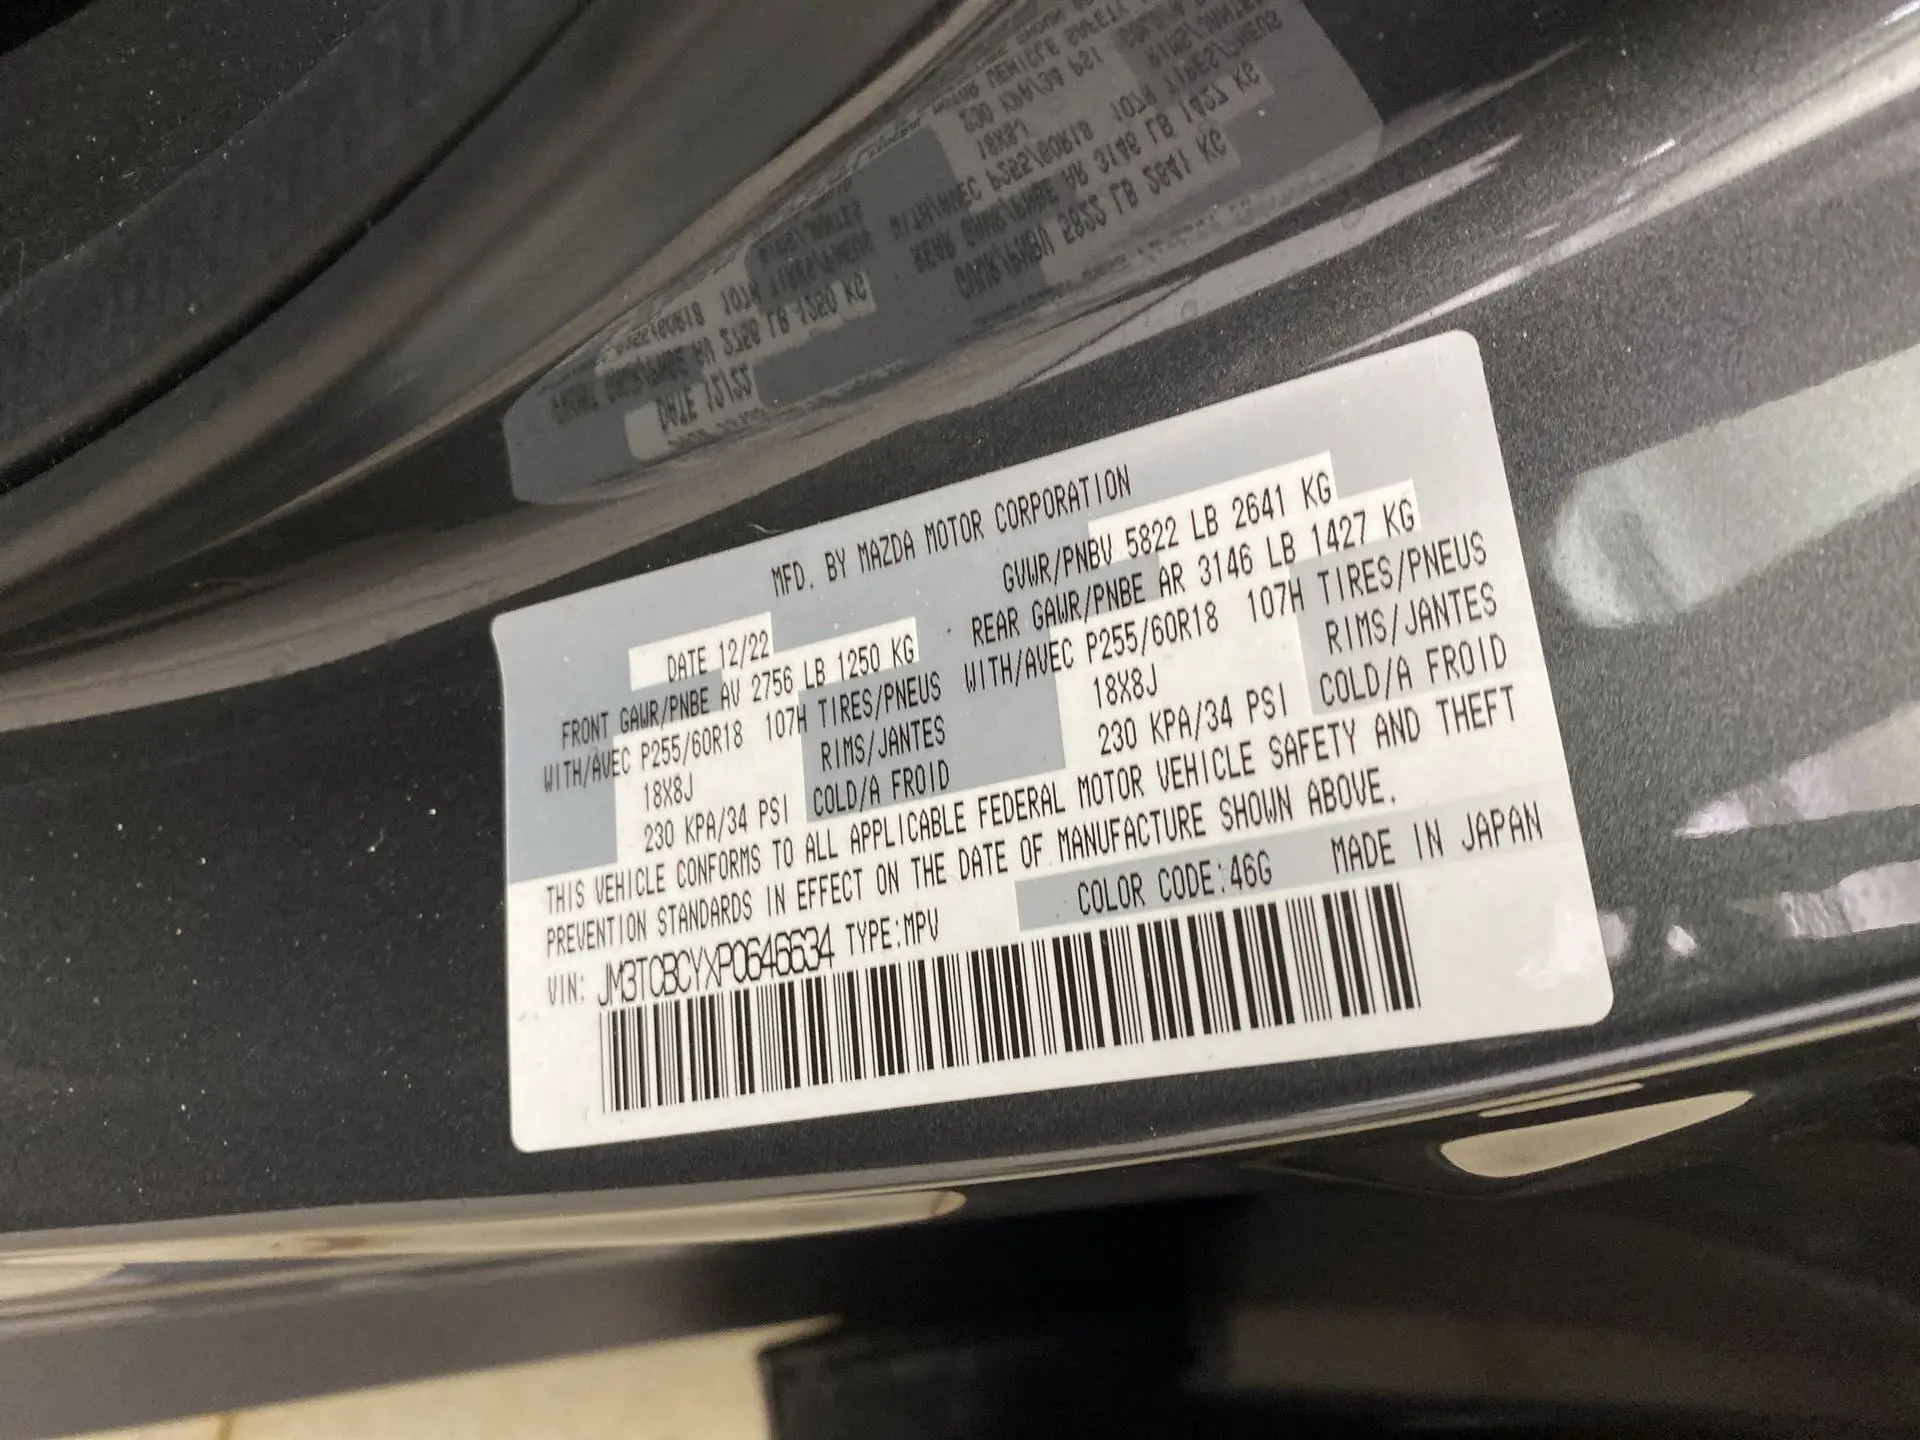 MFD. BY MAZDA MOTOR CORPORATION
DATE 12/22
GVWR/PNBV 5822 LB 2641 KG
FRONT GAWR/PNBE AV 2756 LB 1250 KG
REAR GAWR/PNBE AR 3146 LB 1427 KG
WITH/AVEC P255/60R18 107H TIRES/PNEUS
WITH/AVEC P255/60R18 107H TIRES/PNEUS
18X8J RIMS/JANTES
18X8J RIMS/JANTES
230 KPA/34 PSI COLD/A FROID
230 KPA/34 PSI COLD/A FROID
THIS VEHICLE CONFORMS TO ALL APPLICABLE FEDERAL MOTOR VEHICLE SAFETY AND THEFT
PREVENTION STANDARDS IN EFFECT ON THE DATE OF MANUFACTURE SHOWN ABOVE.
VIN: JM3TCBCYXP0646634 TYPE:MPV
COLOR CODE:46G MADE IN JAPAN